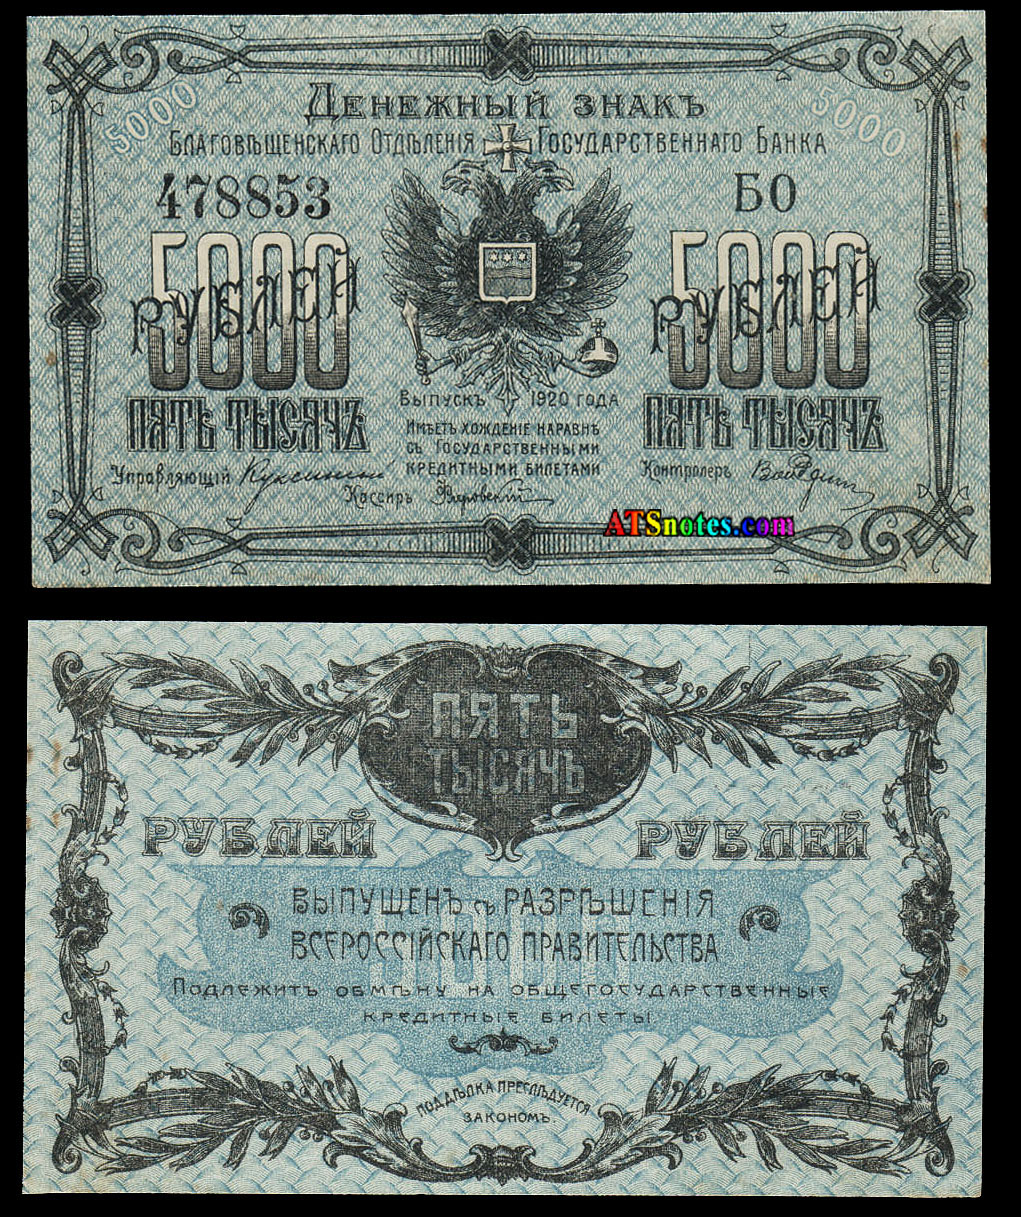 5000 5000
Денежный знакъ
Благовѣщенскаго Отдѣленія Государственнаго Банка
478853 БО
5000 5000
рублей рублей
Выпускъ 1920 года
пять тысячъ пять тысячъ
Имѣетъ хожденіе наравнѣ
съ Государственными
кредитными билетами
Управляющій Контролеръ
Кассиръ
ATSnotes.com
ПЯТЬ
ТЫСЯЧЪ
РУБЛЕЙ РУБЛЕЙ
Выпущенъ съ разрѣшенія
Всероссійскаго Правительства
5000
Подлежитъ обмѣну на общегосударственные
кредитные билеты
Поддѣлка преслѣдуется
закономъ.